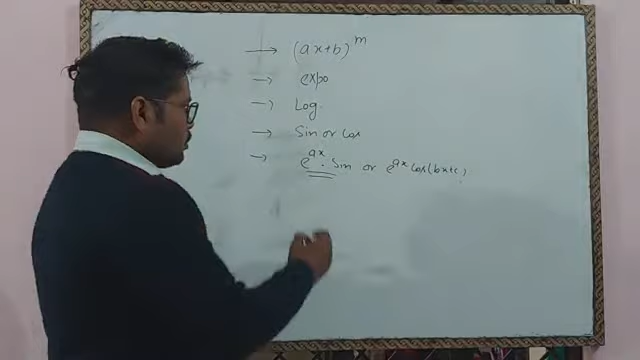 → (ax+b)^m
→ expo
→ Log.
→ Sin or Cos
→ e^ax . Sin or e^ax Cos(bx+c)